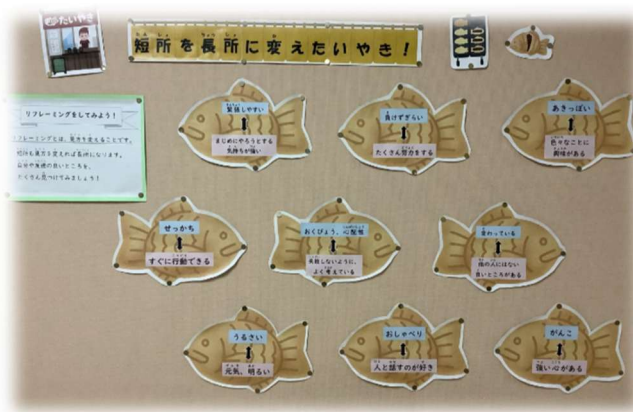 たいやき
短所を長所に変えたいやき！
リフレーミングをしてみよう！
リフレーミングとは、見方を変えることです。
短所も見方を変えれば長所になります。
自分や友達の良いところを、
たくさん見つけてみましょう！
緊張しやすい
まじめにやろうとする
気持ちが強い
負けずぎらい
たくさん努力をする
あきっぽい
色々なことに
興味がある
せっかち
すぐに行動できる
おくびょう、心配性
失敗しないように、
よく考えている
変わっている
他の人にはない
良いところがある
うるさい
元気、明るい
おしゃべり
人と話すのが好き
がんこ
強い心がある